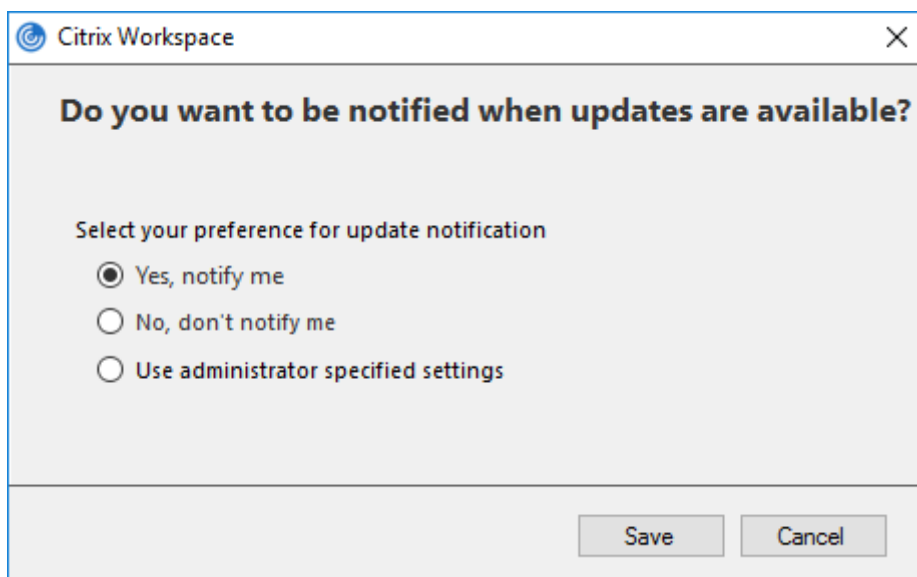 Citrix Workspace
Do you want to be notified when updates are available?
Select your preference for update notification
Yes, notify me
No, don't notify me
Use administrator specified settings
Save Cancel